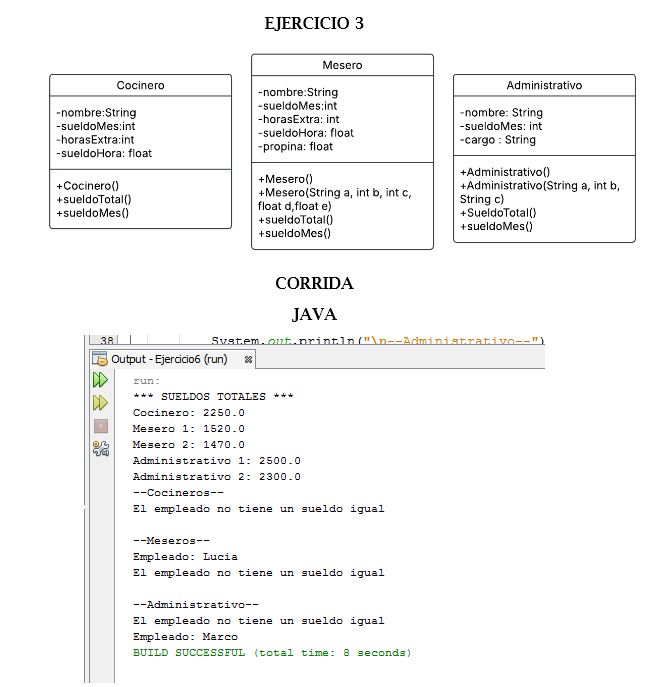 EJERCICIO 3
Cocinero
-nombre:String
-sueldoMes:int
-horasExtra:int
-sueldoHora: float
+Cocinero()
+sueldoTotal()
+sueldoMes()
Mesero
-nombre:String
-sueldoMes:int
-horasExtra: int
-sueldoHora: float
-propina: float
+Mesero()
+Mesero(String a, int b, int c,
float d,float e)
+sueldoTotal()
+sueldoMes()
Administrativo
-nombre: String
-sueldoMes: int
-cargo : String
+Administrativo()
+Administrativo(String a, int b,
String c)
+SueldoTotal()
+sueldoMes()
CORRIDA
JAVA
38 System.out.println("\n--Administrativo--")
Output - Ejercicio6 (run)
run:
*** SUELDOS TOTALES ***
Cocinero: 2250.0
Mesero 1: 1520.0
Mesero 2: 1470.0
Administrativo 1: 2500.0
Administrativo 2: 2300.0
--Cocineros--
El empleado no tiene un sueldo igual
--Meseros--
Empleado: Lucia
El empleado no tiene un sueldo igual
--Administrativo--
El empleado no tiene un sueldo igual
Empleado: Marco
BUILD SUCCESSFUL (total time: 8 seconds)